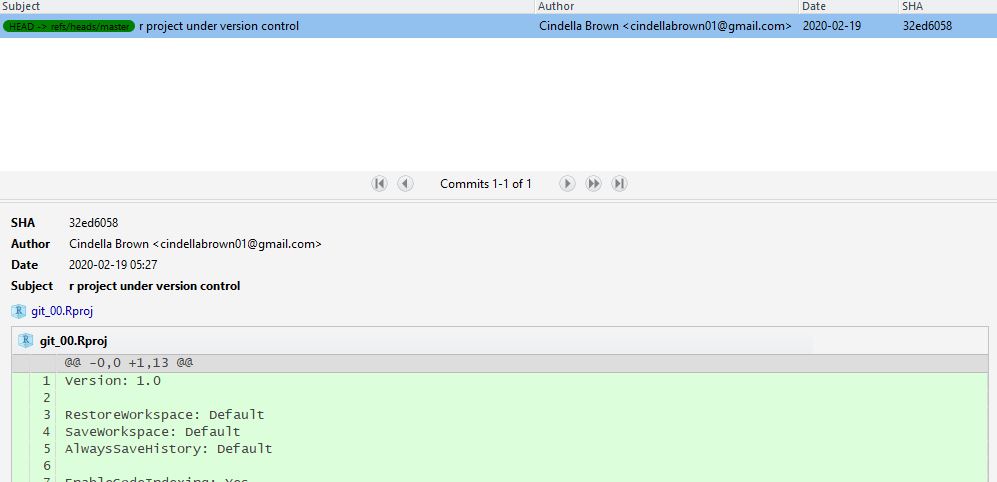 Subject Author Date SHA
HEAD -> refs/heads/master r project under version control Cindella Brown <cindellabrown01@gmail.com> 2020-02-19 32ed6058
Commits 1-1 of 1
SHA 32ed6058
Author Cindella Brown <cindellabrown01@gmail.com>
Date 2020-02-19 05:27
Subject r project under version control
git_00.Rproj
git_00.Rproj
@@ -0,0 +1,13 @@
1 Version: 1.0
2
3 RestoreWorkspace: Default
4 SaveWorkspace: Default
5 AlwaysSaveHistory: Default
6
7 EnableCodeIndexing: Yes